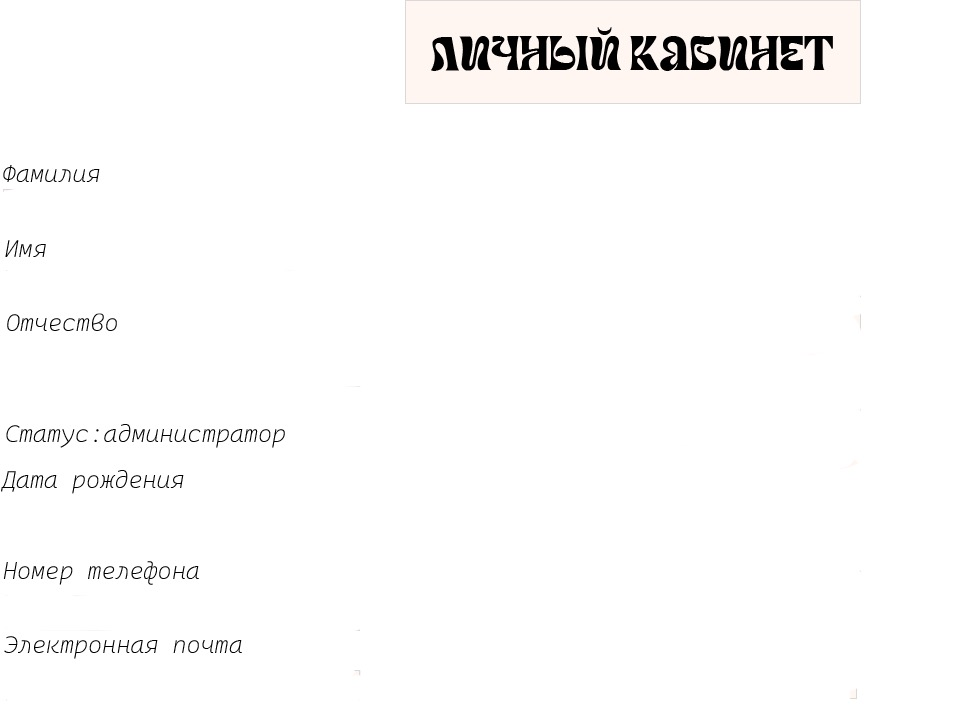 ЛИЧНЫЙ КАБИНЕТ
Фамилия
Имя
Отчество
Статус:администратор
Дата рождения
Номер телефона
Электронная почта